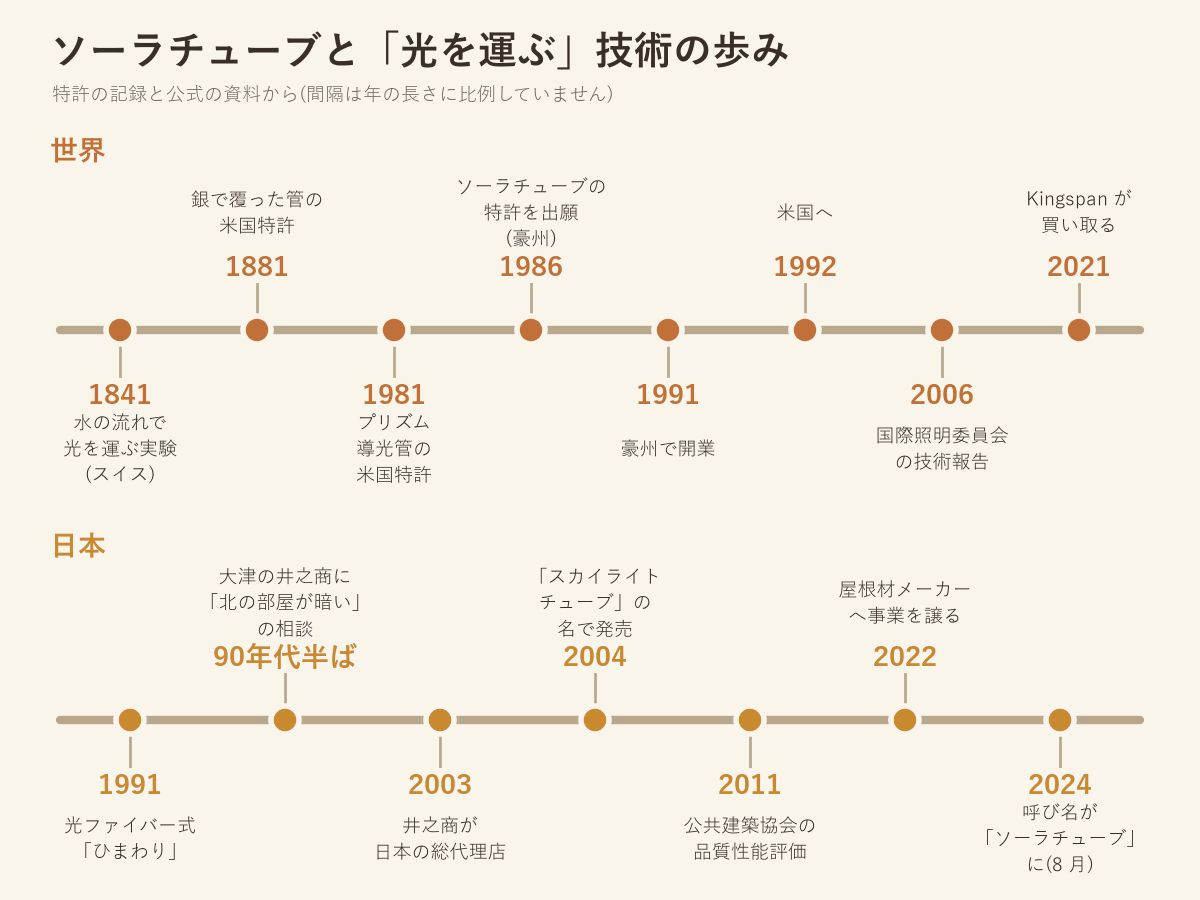 ソーラチューブと「光を運ぶ」技術の歩み
特許の記録と公式の資料から(間隔は年の長さに比例していません)
世界
水の流れで
光を運ぶ実験
(スイス)
1841
銀で覆った管の
米国特許
1881
1981
プリズム
導光管の
米国特許
ソーラチューブの
特許を出願
(豪州)
1986
1991
豪州で開業
米国へ
1992
2006
国際照明委員会
の技術報告
Kingspan が
買い取る
2021
日本
1991
光ファイバー式
「ひまわり」
大津の井之商に
「北の部屋が暗い」
の相談
90年代半ば
2003
井之商が
日本の総代理店
「スカイライト
チューブ」の
名で発売
2004
2011
公共建築協会の
品質性能評価
屋根材メーカー
へ事業を譲る
2022
2024
呼び名が
「ソーラチューブ」
に(8 月)